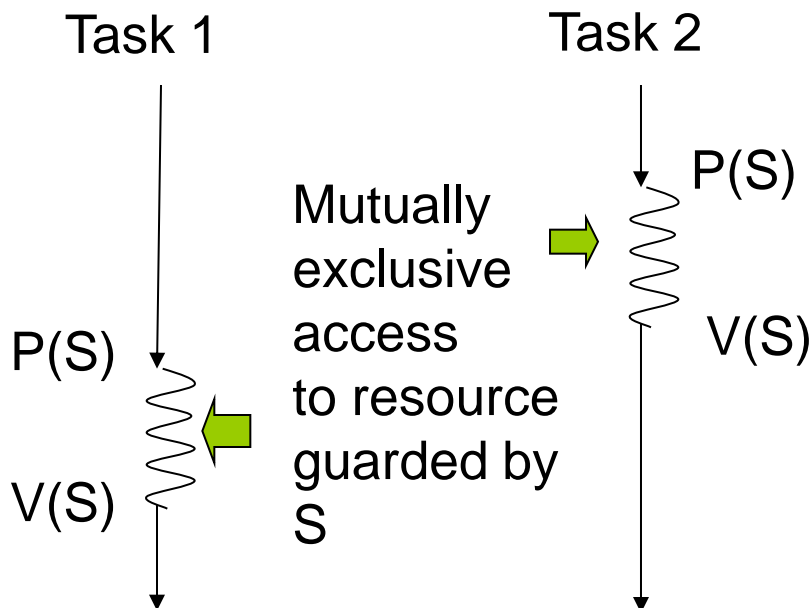 Task 1
Task 2
P(S)
Mutually
exclusive
access
to resource
guarded by
S
V(S)
P(S)
V(S)